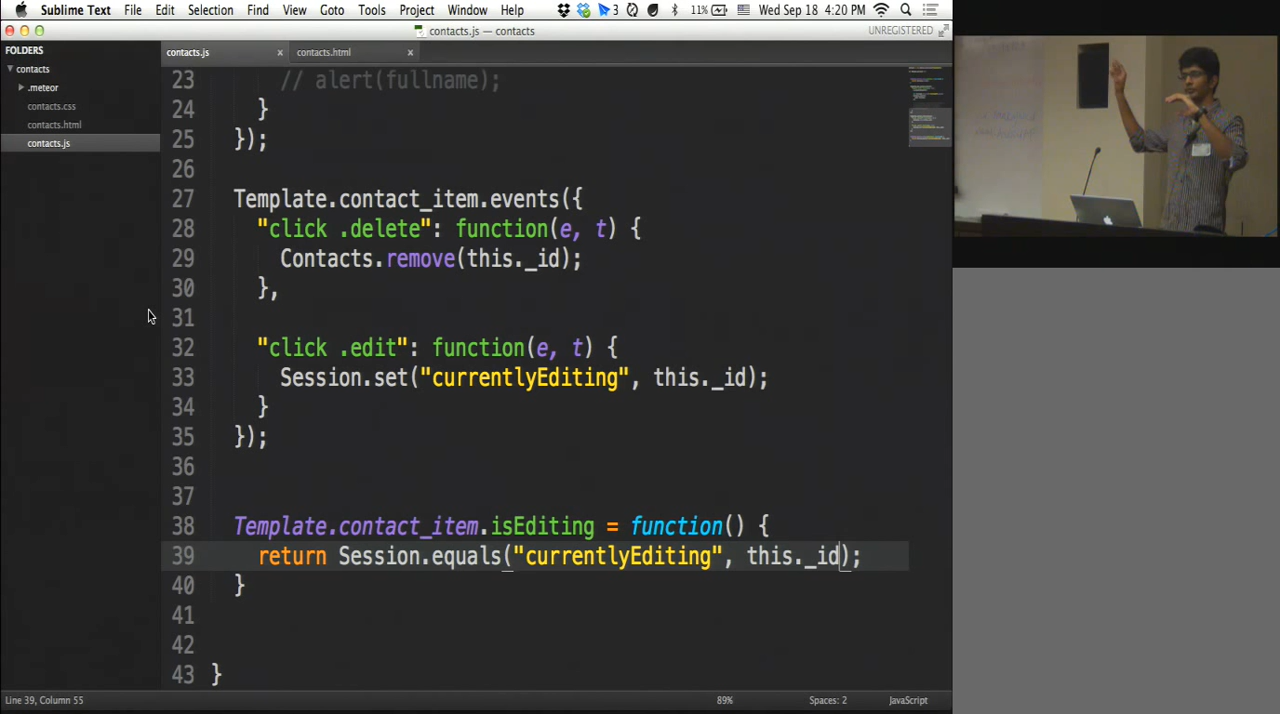 Sublime Text File Edit Selection Find View Goto Tools Project Window Help 3 11% Wed Sep 18 4:20 PM
contacts.js — contacts UNREGISTERED
FOLDERS
contacts
.meteor
contacts.css
contacts.html
contacts.js
contacts.js × contacts.html ×
23 // alert(fullname);
24 }
25 });
26
27 Template.contact_item.events({
28 "click .delete": function(e, t) {
29 Contacts.remove(this._id);
30 },
31
32 "click .edit": function(e, t) {
33 Session.set("currentlyEditing", this._id);
34 }
35 });
36
37
38 Template.contact_item.isEditing = function() {
39 return Session.equals("currentlyEditing", this._id);
40 }
41
42
43 }
Line 39, Column 55 89% Spaces: 2 JavaScript